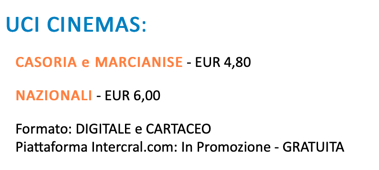 UCI CINEMAS:
CASORIA e MARCIANISE - EUR 4,80
NAZIONALI - EUR 6,00
Formato: DIGITALE e CARTACEO
Piattaforma Intercral.com: In Promozione - GRATUITA